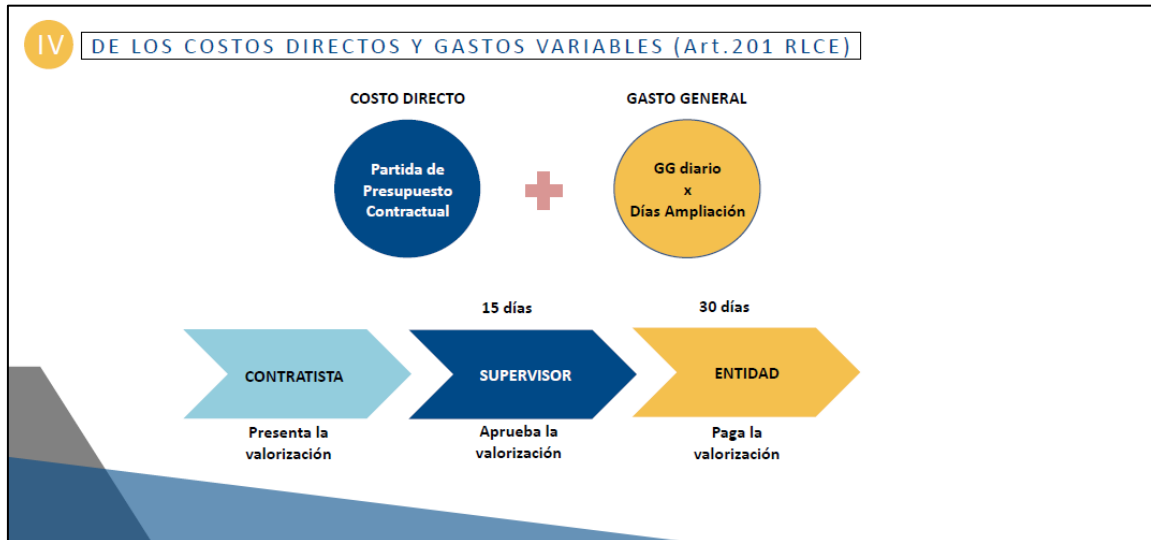 IV
DE LOS COSTOS DIRECTOS Y GASTOS VARIABLES (Art.201 RLCE)
COSTO DIRECTO
GASTO GENERAL
Partida de
Presupuesto
Contractual
GG diario
x
Días Ampliación
15 días
30 días
CONTRATISTA
SUPERVISOR
ENTIDAD
Presenta la
valorización
Aprueba la
valorización
Paga la
valorización